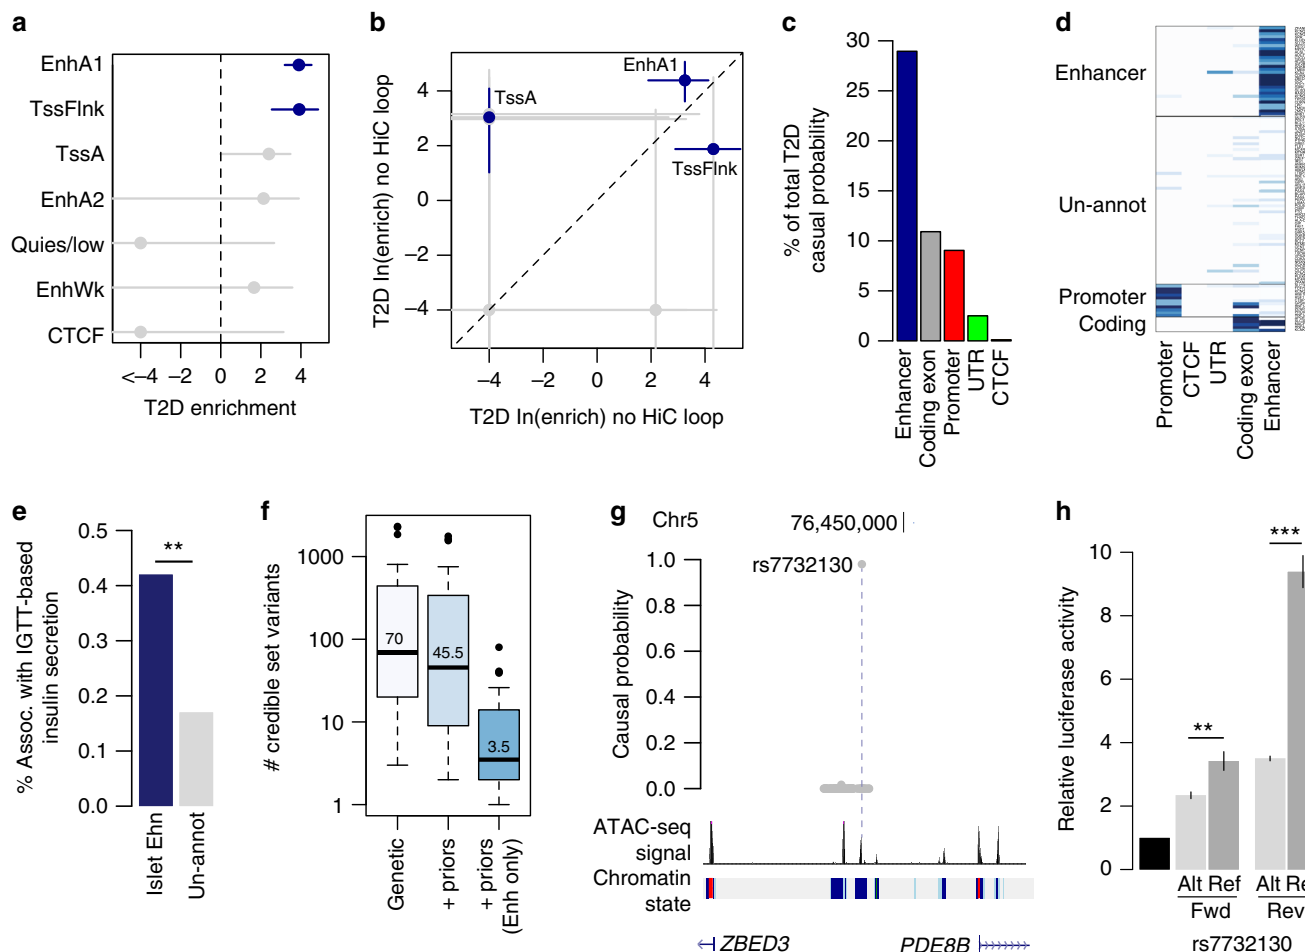 a
EnhA1
TssFlnk
TssA
EnhA2
Quies/low
EnhWk
CTCF
<−4 −2 0 2 4
T2D enrichment
b
T2D ln(enrich) no HiC loop
4
2
0
−2
−4
EnhA1
TssA
TssFlnk
−4 −2 0 2 4
T2D ln(enrich) no HiC loop
c
% of total T2D
casual probability
30
25
20
15
10
5
0
Enhancer
Coding exon
Promoter
UTR
CTCF
d
Enhancer
Un-annot
Promoter
Coding
Promoter
CTCF
UTR
Coding exon
Enhancer
e
% Assoc. with IGTT-based
insulin secretion
0.5
0.4
0.3
0.2
0.1
0.0
**
Islet Ehn
Un-annot
f
# credible set variants
1000
100
10
1
70
45.5
3.5
Genetic
+ priors
+ priors
(Enh only)
g
Chr5
76,450,000
rs7732130
Causal probability
1.0
0.8
0.6
0.4
0.2
0.0
ATAC-seq
signal
Chromatin
state
ZBED3
PDE8B
h
Relative luciferase activity
10
8
6
4
2
0
**
***
Alt Ref
Alt
Fwd
Rev
rs7732130